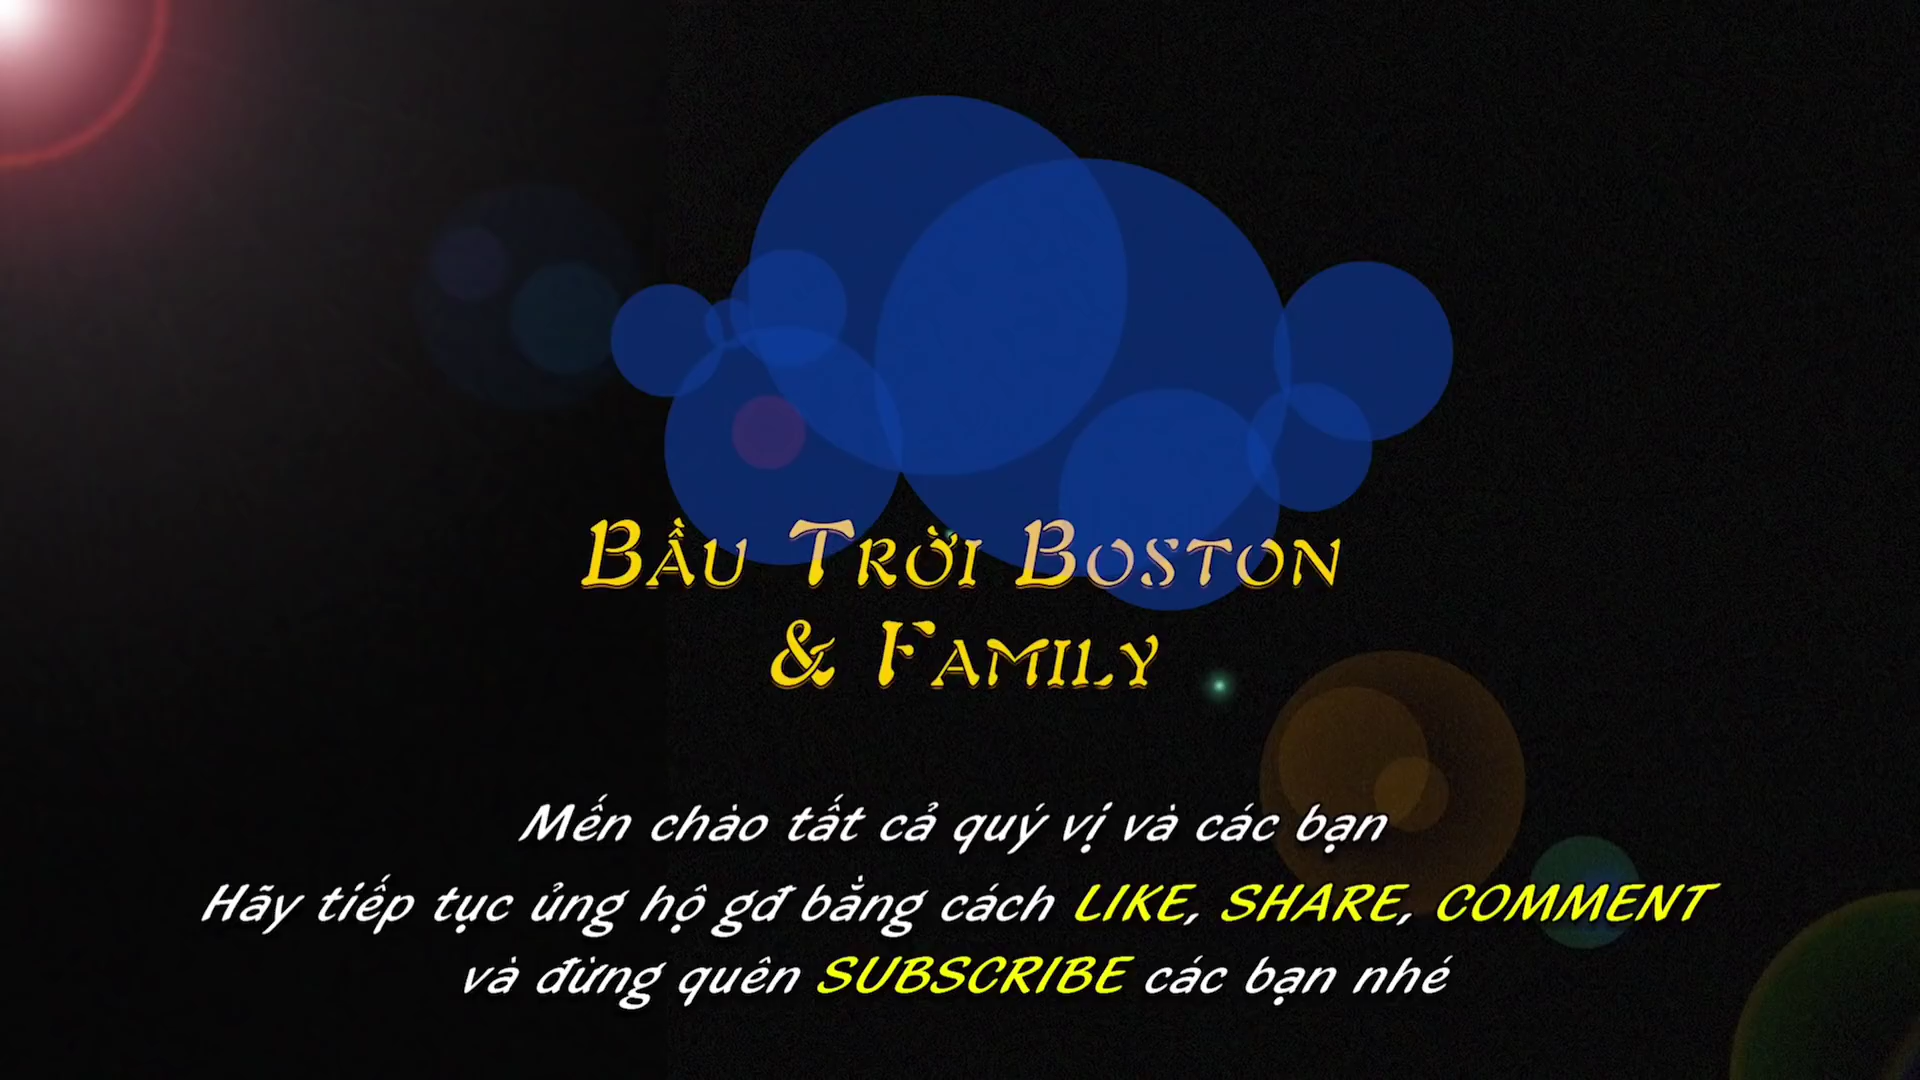 BẦU TRỜI BOSTON
& FAMILY
Mến chào tất cả quý vị và các bạn
Hãy tiếp tục ủng hộ gđ bằng cách LIKE, SHARE, COMMENT
và đừng quên SUBSCRIBE các bạn nhé